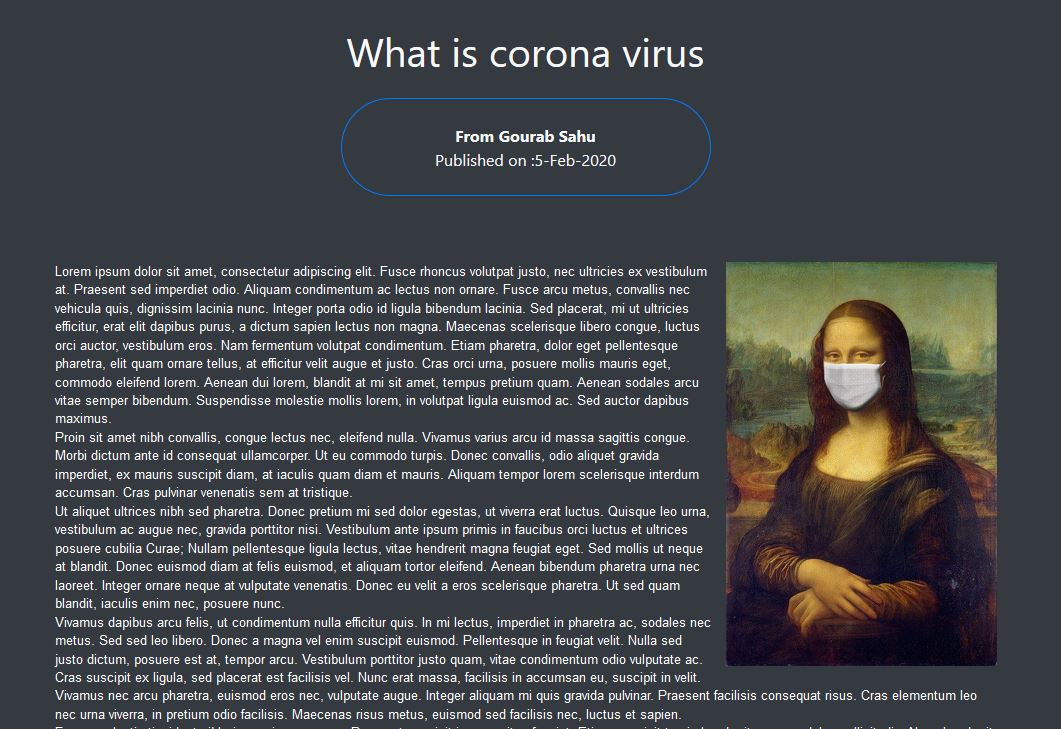 What is corona virus
From Gourab Sahu
Published on :5-Feb-2020
Lorem ipsum dolor sit amet, consectetur adipiscing elit. Fusce rhoncus volutpat justo, nec ultricies ex vestibulum
at. Praesent sed imperdiet odio. Aliquam condimentum ac lectus non ornare. Fusce arcu metus, convallis nec
vehicula quis, dignissim lacinia nunc. Integer porta odio id ligula bibendum lacinia. Sed placerat, mi ut ultricies
efficitur, erat elit dapibus purus, a dictum sapien lectus non magna. Maecenas scelerisque libero congue, luctus
orci auctor, vestibulum eros. Nam fermentum volutpat condimentum. Etiam pharetra, dolor eget pellentesque
pharetra, elit quam ornare tellus, at efficitur velit augue et justo. Cras orci urna, posuere mollis mauris eget,
commodo eleifend lorem. Aenean dui lorem, blandit at mi sit amet, tempus pretium quam. Aenean sodales arcu
vitae semper bibendum. Suspendisse molestie mollis lorem, in volutpat ligula euismod ac. Sed auctor dapibus
maximus.
Proin sit amet nibh convallis, congue lectus nec, eleifend nulla. Vivamus varius arcu id massa sagittis congue.
Morbi dictum ante id consequat ullamcorper. Ut eu commodo turpis. Donec convallis, odio aliquet gravida
imperdiet, ex mauris suscipit diam, at iaculis quam diam et mauris. Aliquam tempor lorem scelerisque interdum
accumsan. Cras pulvinar venenatis sem at tristique.
Ut aliquet ultrices nibh sed pharetra. Donec pretium mi sed dolor egestas, ut viverra erat luctus. Quisque leo urna,
vestibulum ac augue nec, gravida porttitor nisi. Vestibulum ante ipsum primis in faucibus orci luctus et ultrices
posuere cubilia Curae; Nullam pellentesque ligula lectus, vitae hendrerit magna feugiat eget. Sed mollis ut neque
at blandit. Donec euismod diam at felis euismod, et aliquam tortor eleifend. Aenean bibendum pharetra urna nec
laoreet. Integer ornare neque at vulputate venenatis. Donec eu velit a eros scelerisque pharetra. Ut sed quam
blandit, iaculis enim nec, posuere nunc.
Vivamus dapibus arcu felis, ut condimentum nulla efficitur quis. In mi lectus, imperdiet in pharetra ac, sodales nec
metus. Sed sed leo libero. Donec a magna vel enim suscipit euismod. Pellentesque in feugiat velit. Nulla sed
justo dictum, posuere est at, tempor arcu. Vestibulum porttitor justo quam, vitae condimentum odio vulputate ac.
Cras suscipit ex ligula, sed placerat est facilisis vel. Nunc erat massa, facilisis in accumsan eu, suscipit in velit.
Vivamus nec arcu pharetra, euismod eros nec, vulputate augue. Integer aliquam mi quis gravida pulvinar. Praesent facilisis consequat risus. Cras elementum leo
nec urna viverra, in pretium odio facilisis. Maecenas risus metus, euismod sed facilisis nec, luctus et sapien.